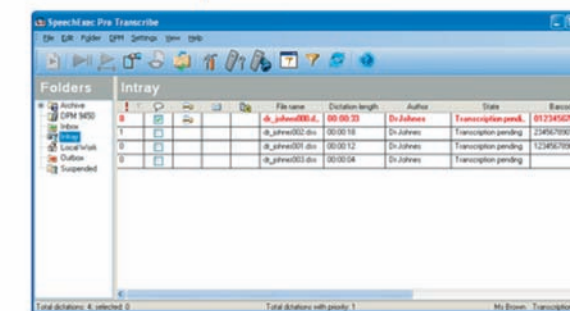 SpeechExec Pro Transcribe
File Edit Folder DPM Settings View Help
Folders Intray
Archive
DPM 9450
Inbox
Intray
Local Work
Outbox
Suspended
File name Dictation length Author State
8 00:00:33 Dr.Johnes Transcription pendi.. 01234567
1 dr_johnes002.dss 00:00:18 Dr.Johnes Transcription pending
0 dr_johnes001.dss 00:00:12 Dr.Johnes Transcription pending
0 dr_johnes003.dss 00:00:04 Dr.Johnes Transcription pending
Total dictations: 4, selected: 0 Total dictations with priority: 1 Ms Brown